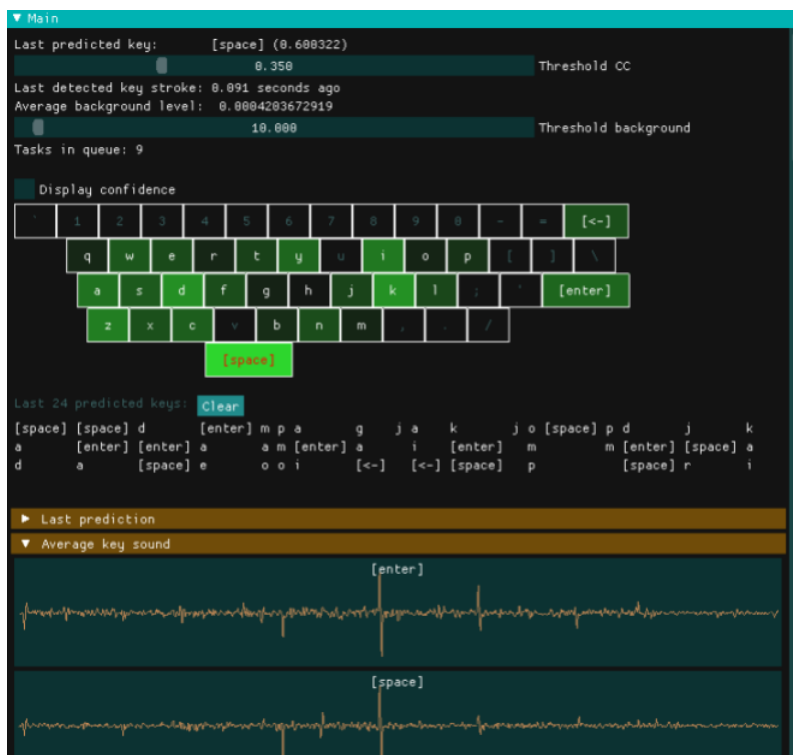 ▼ Main
Last predicted key: [space] (0.608322)
0.350 Threshold CC
Last detected key stroke: 0.091 seconds ago
Average background level: 0.0004203672919
10.000 Threshold background
Tasks in queue: 9
Display confidence
` 1 2 3 4 5 6 7 8 9 0 - = [<-]
q w e r t y u i o p [ ] \
a s d f g h j k l ; ' [enter]
z x c v b n m , . /
[space]
Last 24 predicted keys: Clear
[space] [space] d [enter] m p a g j a k j o [space] p d j k
a [enter] [enter] a a m [enter] a i [enter] m m [enter] [space] a
d a [space] e o o i [<-] [<-] [space] p [space] r i
▶ Last prediction
▼ Average key sound
[enter]
[space]